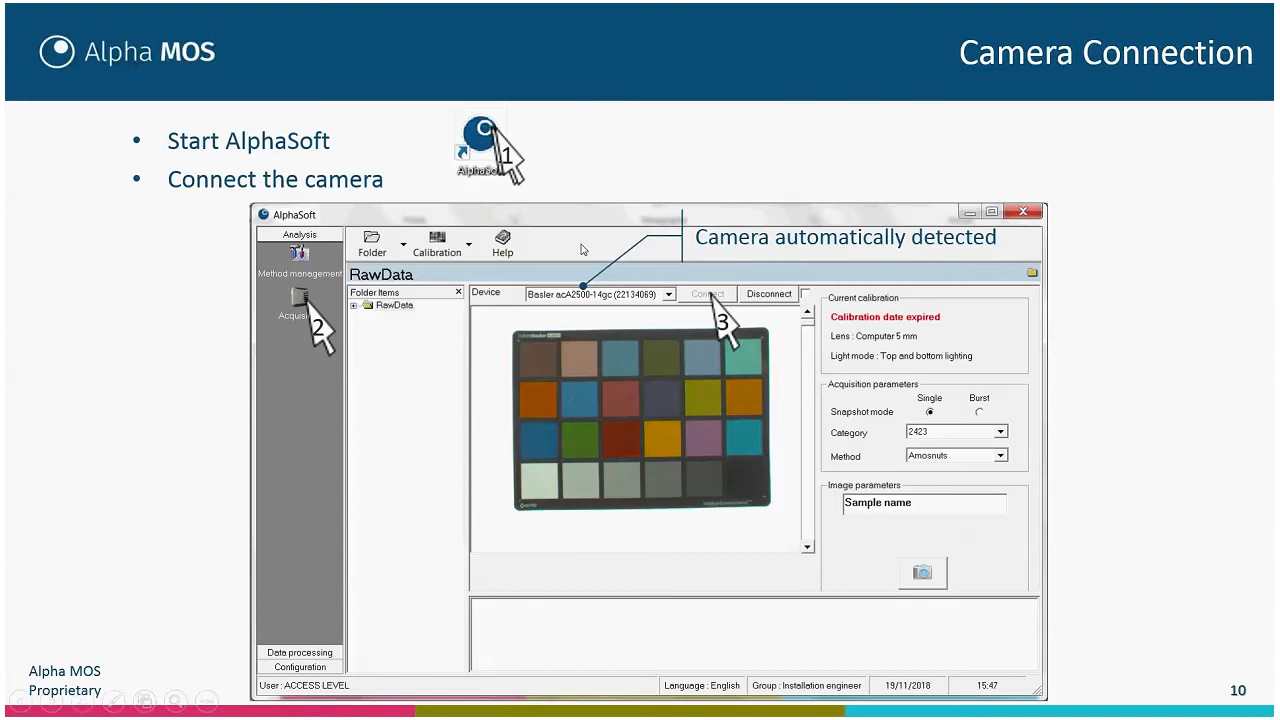 Alpha MOS
Camera Connection
• Start AlphaSoft
• Connect the camera
1
AlphaSoft
Analysis
Folder
Calibration
Help
Camera automatically detected
Method management
RawData
2
Folder Items
RawData
Device
Basler acA2500-14gc (22134069)
Connect
Disconnect
3
Current calibration
Calibration date expired
Lens : Computar 5 mm
Light mode : Top and bottom lighting
Acquisition parameters
Single
Burst
Snapshot mode
Category
2423
Method
Amosnuts
Image parameters
Sample name
Data processing
Configuration
User : ACCESS LEVEL
Language : English
Group : Installation engineer
19/11/2018
15:47
Alpha MOS
Proprietary
10